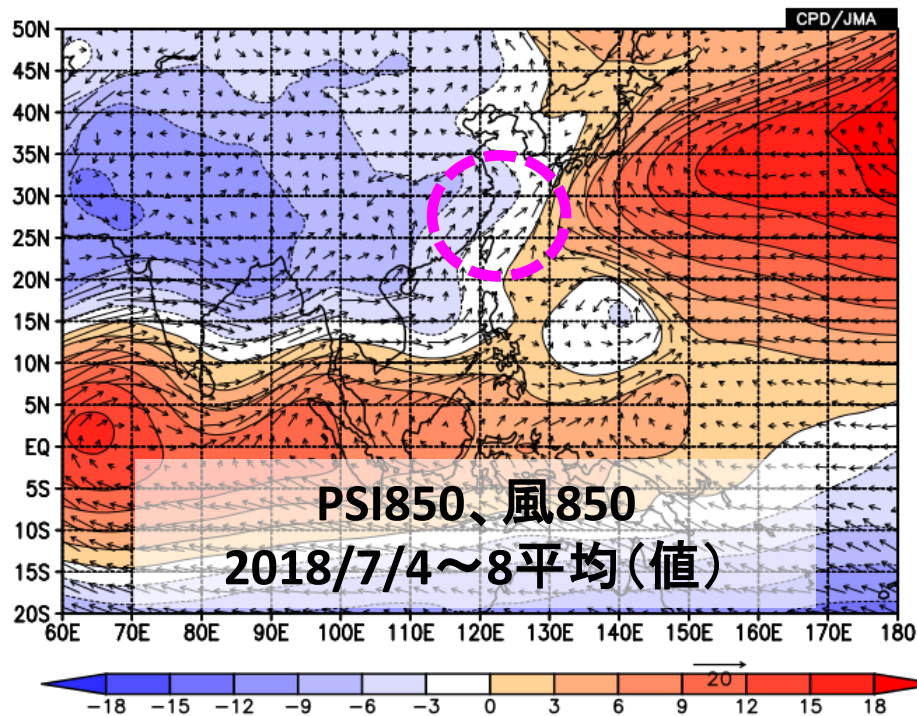 CPD/JMA
50N
45N
40N
35N
30N
25N
20N
15N
10N
5N
EQ
5S
10S
15S
20S
PSI850、風850
2018/7/4～8平均（値）
60E 70E 80E 90E 100E 110E 120E 130E 140E 150E 160E 170E 180
20
−18 −15 −12 −9 −6 −3 0 3 6 9 12 15 18